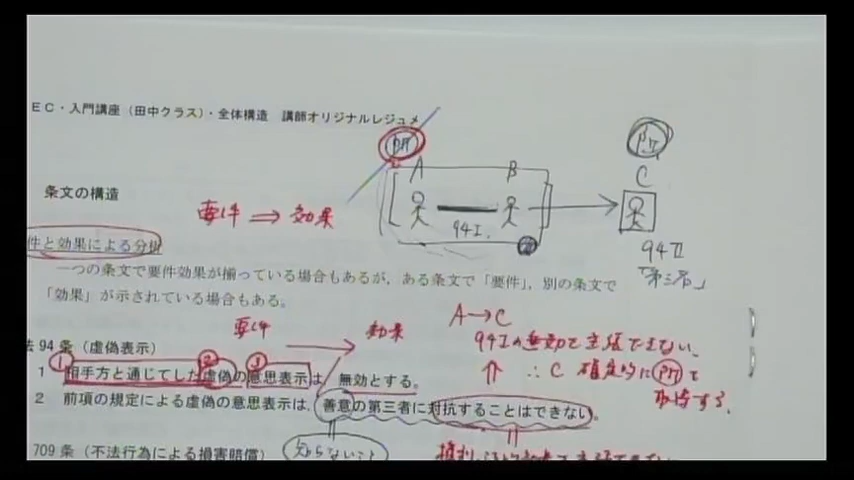 EC・入門講座（田中クラス）・全体構造 講師オリジナルレジュメ
所有
所有
A B C
条文の構造
要件 ⇒ 効果
94Ⅰ.
94Ⅱ
「第三者」
件と効果による分析
一つの条文で要件効果が揃っている場合もあるが，ある条文で「要件」，別の条文で
「効果」が示されている場合もある。
要件 → 効果
A→C
94Ⅰの無効を主張できない、
法94条（虚偽表示）
⇑ ∴ C 確定的に所有を
取得する。
① ② ③
1 相手方と通じてした虚偽の意思表示は，無効とする。
2 前項の規定による虚偽の意思表示は，善意の第三者に対抗することはできない。
709条（不法行為による損害賠償）
知らないこと